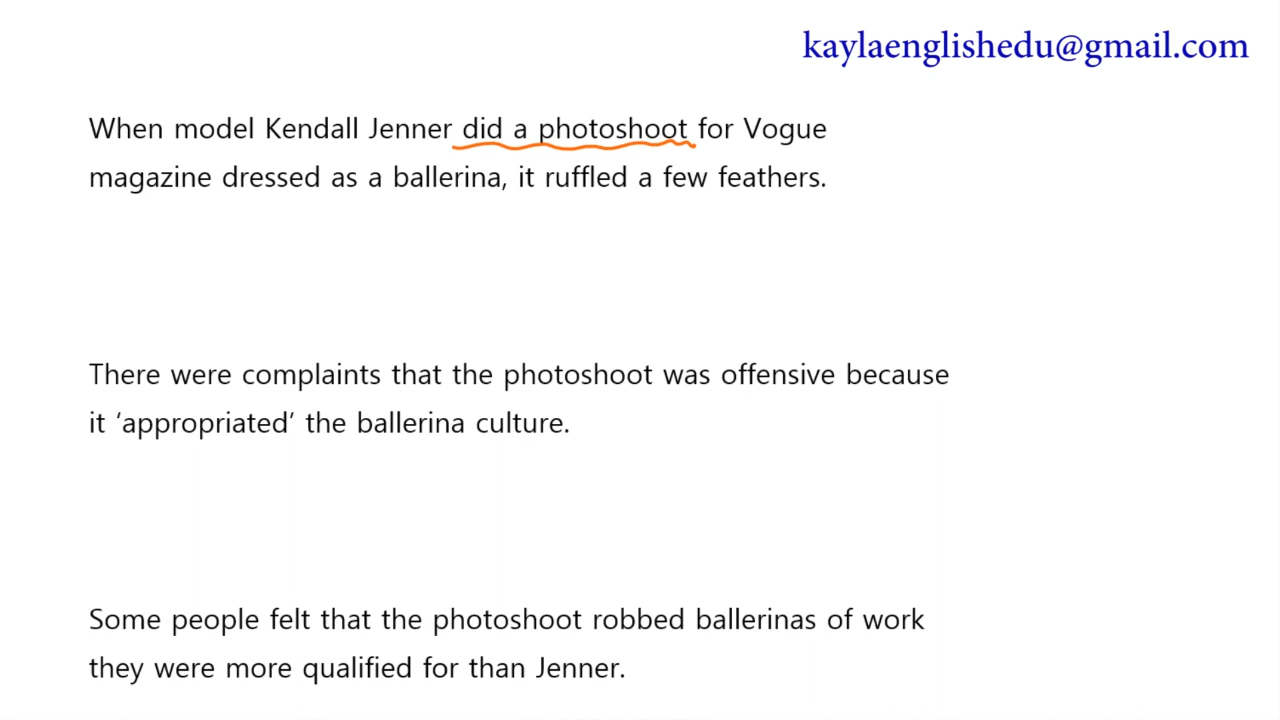 kaylaenglishedu@gmail.com
When model Kendall Jenner did a photoshoot for Vogue
magazine dressed as a ballerina, it ruffled a few feathers.
There were complaints that the photoshoot was offensive because
it ‘appropriated’ the ballerina culture.
Some people felt that the photoshoot robbed ballerinas of work
they were more qualified for than Jenner.